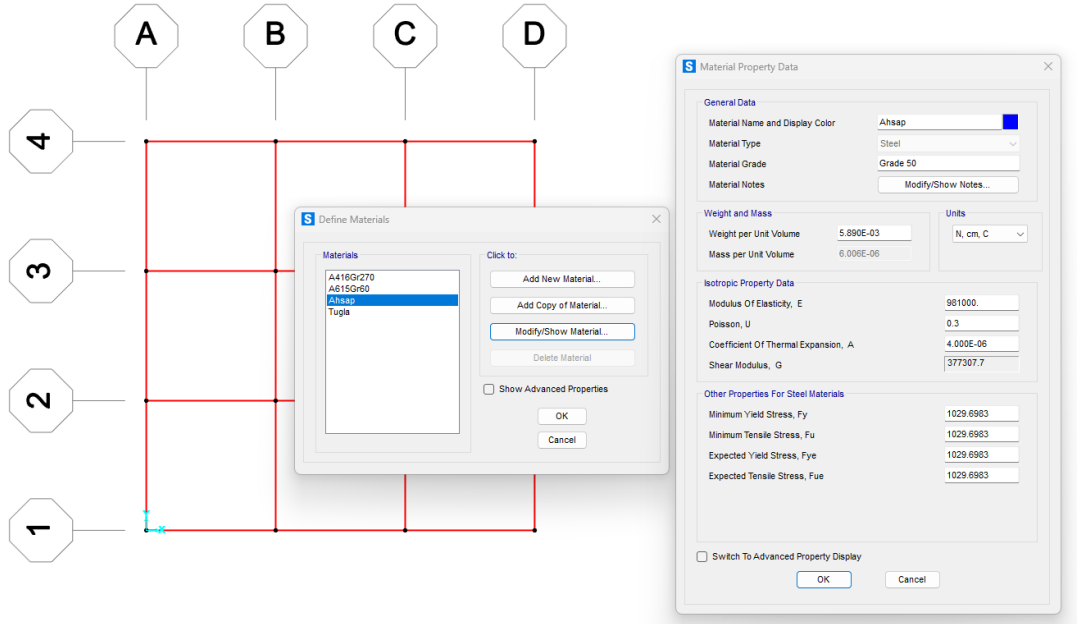 A B C D
4
3
2
1
S Define Materials
Materials
A416Gr270
A615Gr60
Ahsap
Tugla
Click to:
Add New Material...
Add Copy of Material...
Modify/Show Material...
Delete Material
Show Advanced Properties
OK
Cancel
S Material Property Data
General Data
Material Name and Display Color Ahsap
Material Type Steel
Material Grade Grade 50
Material Notes Modify/Show Notes...
Weight and Mass
Weight per Unit Volume 5.890E-03
Mass per Unit Volume 6.006E-06
Units
N, cm, C
Isotropic Property Data
Modulus Of Elasticity, E 981000.
Poisson, U 0.3
Coefficient Of Thermal Expansion, A 4.000E-06
Shear Modulus, G 377307.7
Other Properties For Steel Materials
Minimum Yield Stress, Fy 1029.6983
Minimum Tensile Stress, Fu 1029.6983
Expected Yield Stress, Fye 1029.6983
Expected Tensile Stress, Fue 1029.6983
Switch To Advanced Property Display
OK Cancel